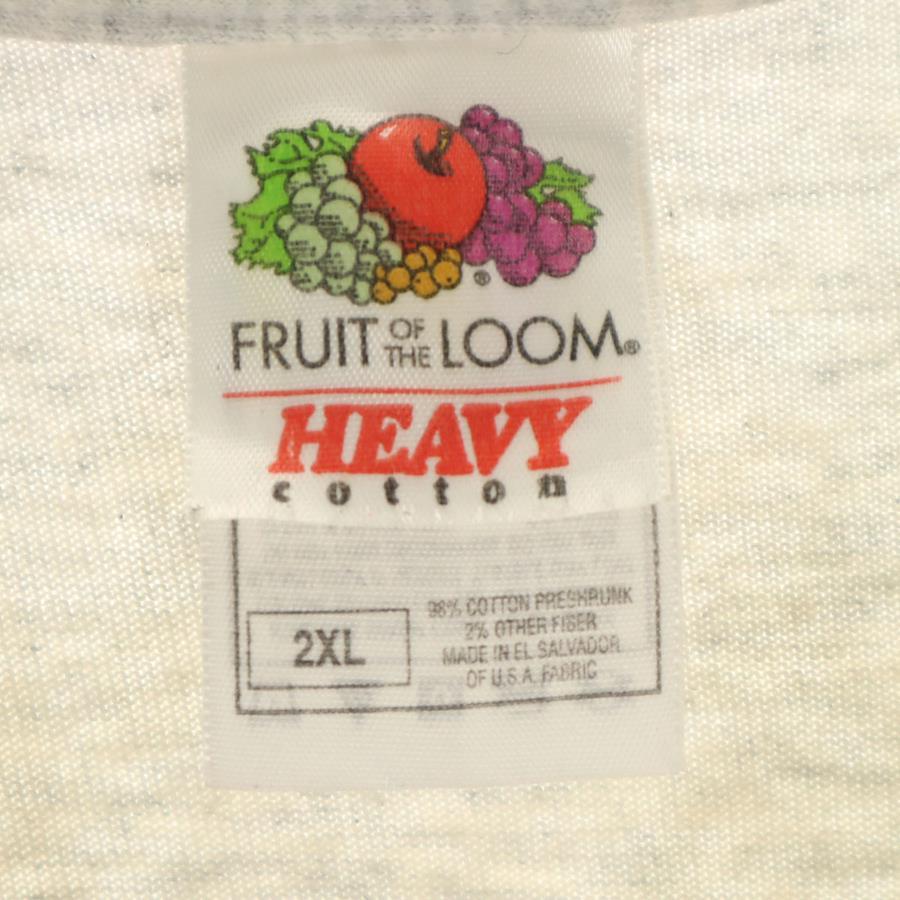 ®
FRUIT OF THE LOOM®
HEAVY
cotton
2XL
98% COTTON PRESHRUNK
2% OTHER FIBER
MADE IN EL SALVADOR
OF U.S.A. FABRIC